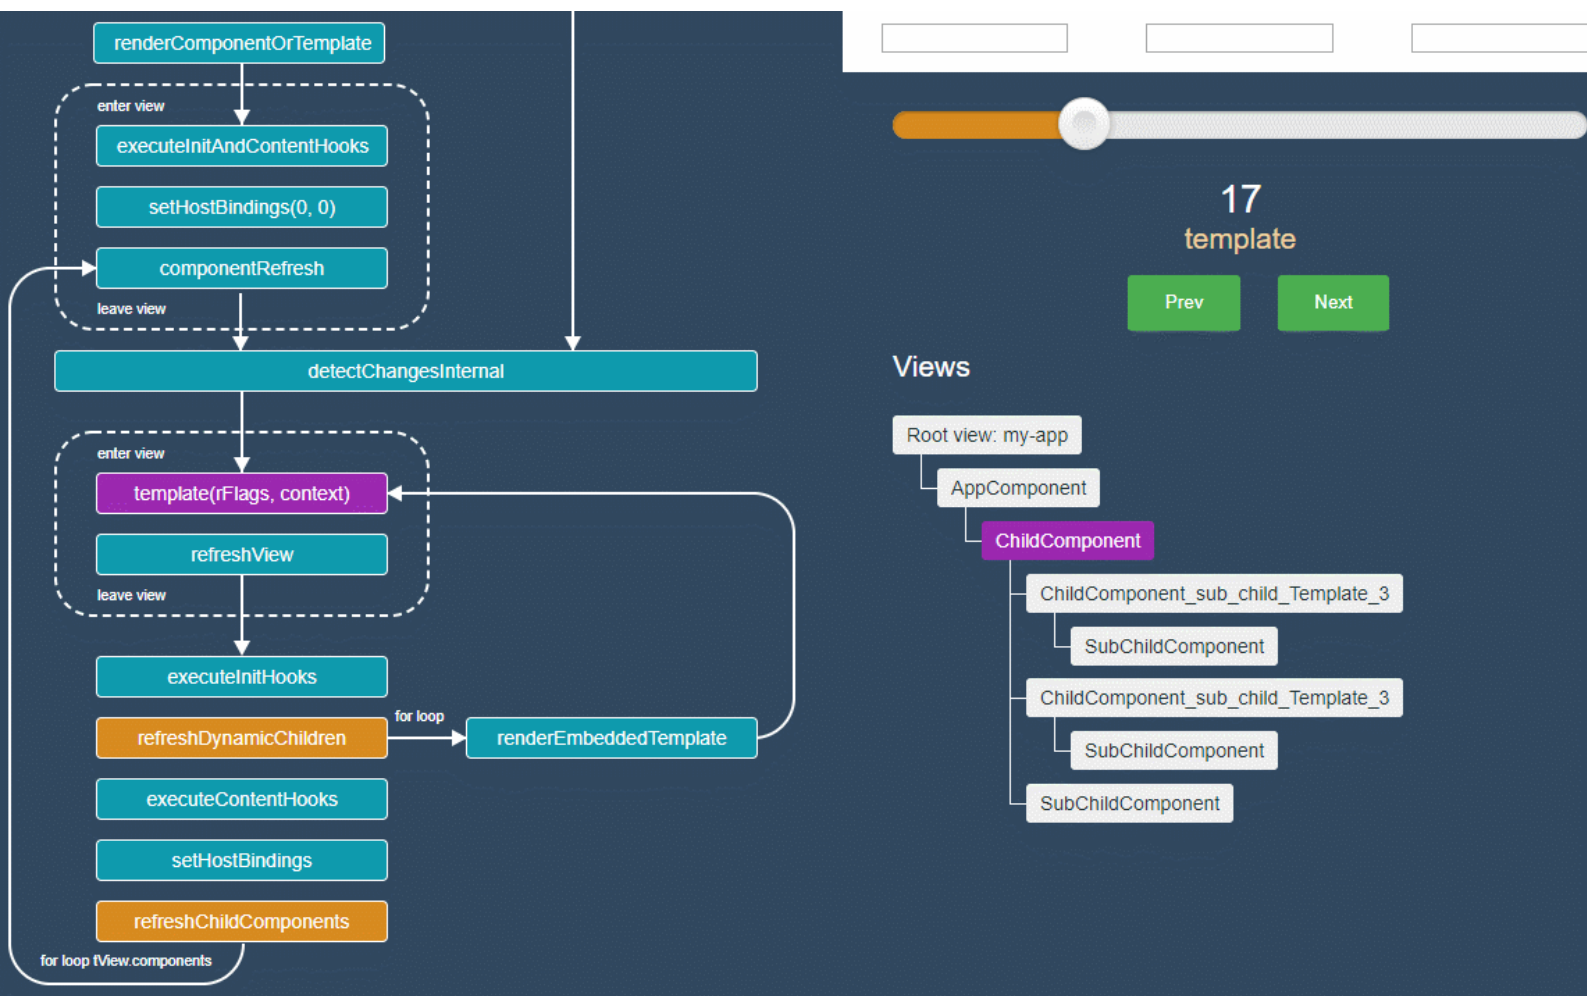 renderComponentOrTemplate
enter view
executeInitAndContentHooks
setHostBindings(0, 0)
componentRefresh
leave view
detectChangesInternal
enter view
template(rFlags, context)
refreshView
leave view
executeInitHooks
refreshDynamicChildren
for loop
renderEmbeddedTemplate
executeContentHooks
setHostBindings
refreshChildComponents
for loop tView.components
17
template
Prev
Next
Views
Root view: my-app
AppComponent
ChildComponent
ChildComponent_sub_child_Template_3
SubChildComponent
ChildComponent_sub_child_Template_3
SubChildComponent
SubChildComponent